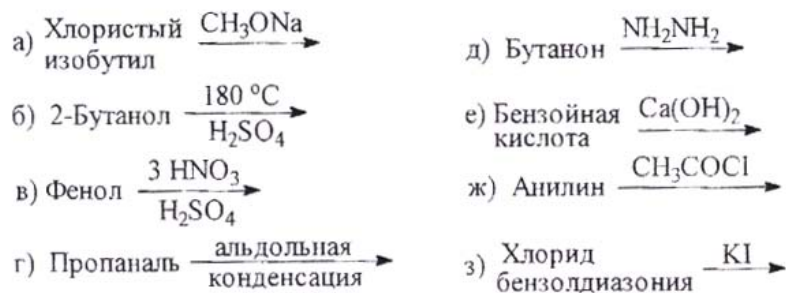 а) Хлористый изобутил CH₃ONa
б) 2-Бутанол 180 °C H₂SO₄
в) Фенол 3 HNO₃ H₂SO₄
г) Пропаналь альдольная конденсация
д) Бутанон NH₂NH₂
е) Бензойная кислота Ca(OH)₂
ж) Анилин CH₃COCl
з) Хлорид бензолдиазония KI